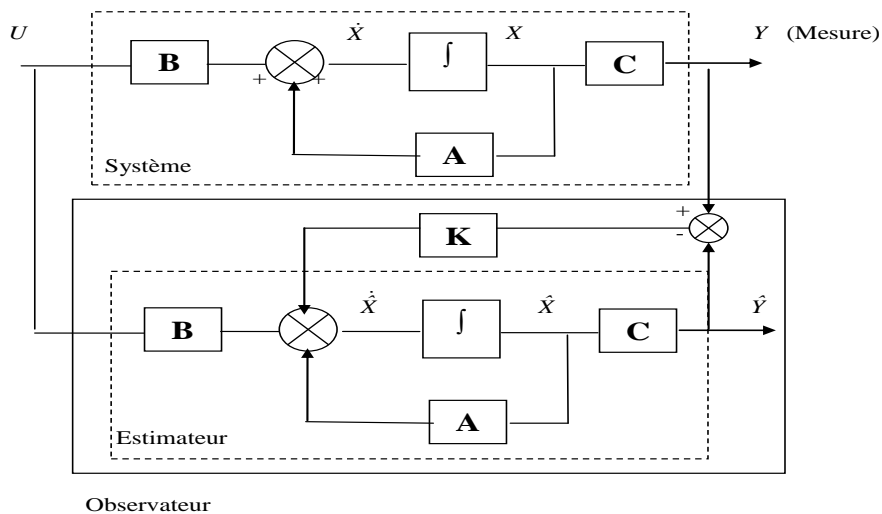 U Ẋ X Y (Mesure)
B ∫ C
+ +
A
Système
+
K -
Ẋ̂ X̂ Ŷ
B ∫ C
A
Estimateur
Observateur